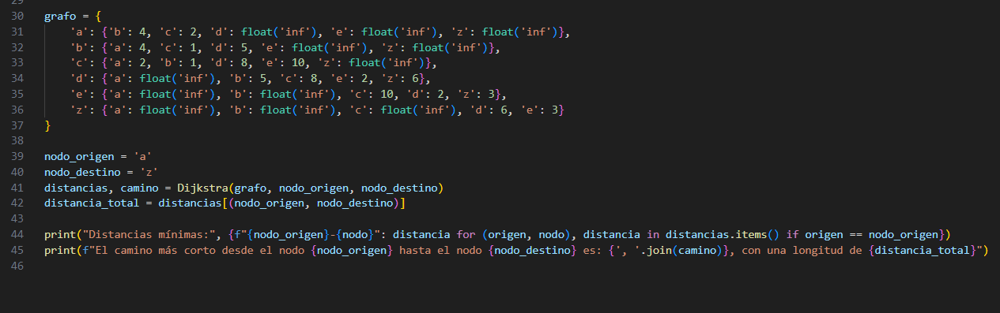 29
30 grafo = {
31     'a': {'b': 4, 'c': 2, 'd': float('inf'), 'e': float('inf'), 'z': float('inf')},
32     'b': {'a': 4, 'c': 1, 'd': 5, 'e': float('inf'), 'z': float('inf')},
33     'c': {'a': 2, 'b': 1, 'd': 8, 'e': 10, 'z': float('inf')},
34     'd': {'a': float('inf'), 'b': 5, 'c': 8, 'e': 2, 'z': 6},
35     'e': {'a': float('inf'), 'b': float('inf'), 'c': 10, 'd': 2, 'z': 3},
36     'z': {'a': float('inf'), 'b': float('inf'), 'c': float('inf'), 'd': 6, 'e': 3}
37 }
38
39 nodo_origen = 'a'
40 nodo_destino = 'z'
41 distancias, camino = Dijkstra(grafo, nodo_origen, nodo_destino)
42 distancia_total = distancias[(nodo_origen, nodo_destino)]
43
44 print("Distancias mínimas:", {f"{nodo_origen}-{nodo}": distancia for (origen, nodo), distancia in distancias.items() if origen == nodo_origen})
45 print(f"El camino más corto desde el nodo {nodo_origen} hasta el nodo {nodo_destino} es: {', '.join(camino)}, con una longitud de {distancia_total}")
46